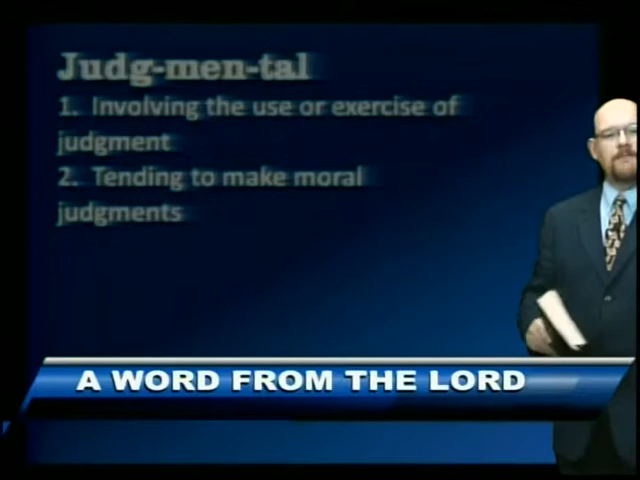 Judg-men-tal
1. Involving the use or exercise of
judgment
2. Tending to make moral
judgments
A WORD FROM THE LORD